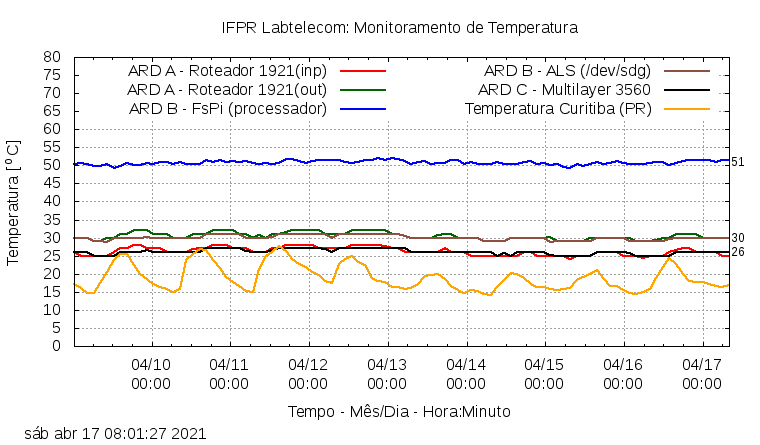 IFPR Labtelecom: Monitoramento de Temperatura
Temperatura [ºC]
80
75
70
65
60
55
50
45
40
35
30
25
20
15
10
5
0
ARD A - Roteador 1921(inp)
ARD A - Roteador 1921(out)
ARD B - FsPi (processador)
ARD B - ALS (/dev/sdg)
ARD C - Multilayer 3560
Temperatura Curitiba (PR)
51
30
26
04/10 04/11 04/12 04/13 04/14 04/15 04/16 04/17
00:00 00:00 00:00 00:00 00:00 00:00 00:00 00:00
Tempo - Mês/Dia - Hora:Minuto
sáb abr 17 08:01:27 2021